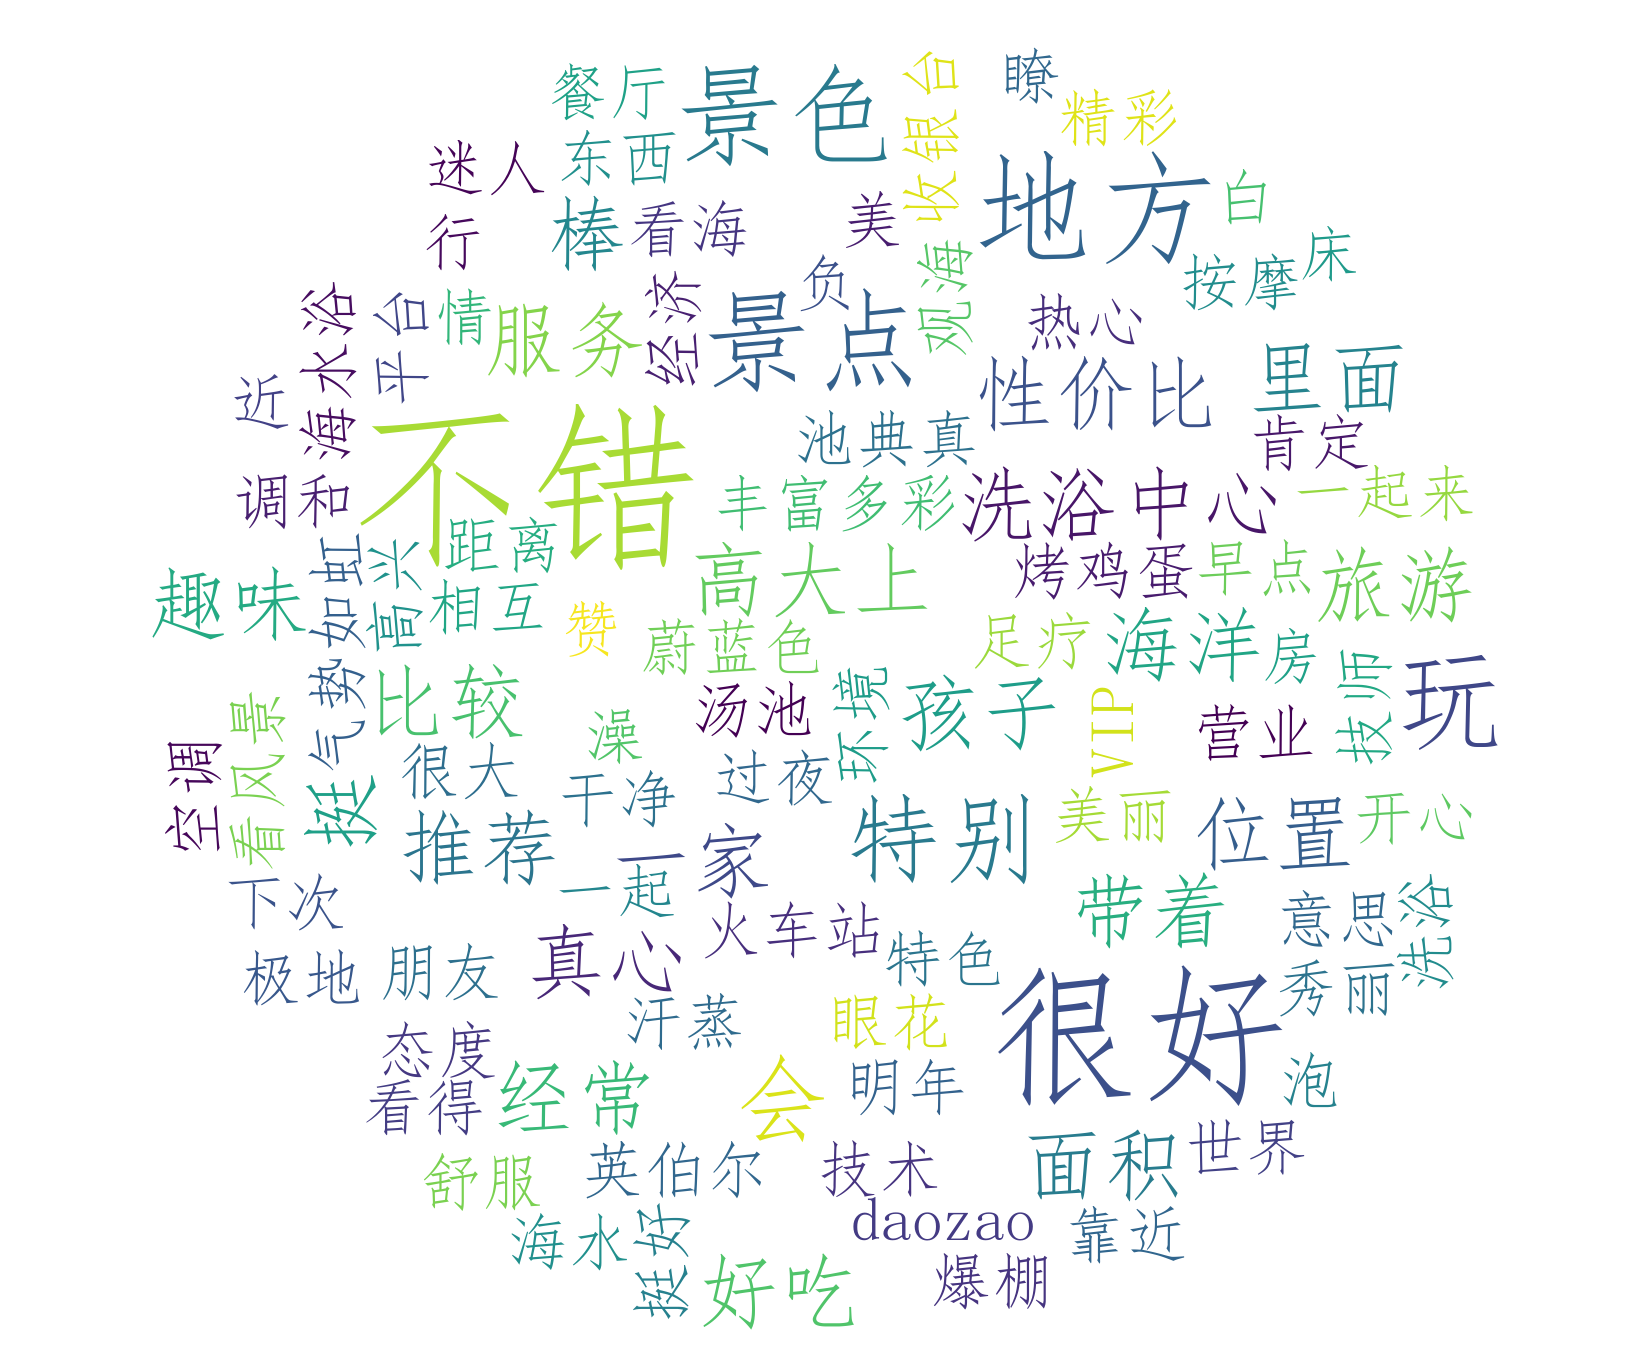 餐厅
景色
收银台
瞭
精彩
迷人
东西
地方
白
行
棒
看海
美
观海
按摩
床
海水浴
平台
情
服务
经济
负
景点
热心
性价比
里面
近
不错
池典真
肯定
调和
距离
丰富多彩
洗浴中心
一起来
趣味
气势如虹
高兴
相互
赞
高大上
烤鸡蛋
早点
旅游
蔚蓝色
足疗
海洋
房
技师
玩
比较
澡
汤池
环境
孩子
VIP
营业
空调
看风景
挺
很大
干净
过夜
推荐
一家
特别
美丽
位置
开心
下次
一起
火车站
带着
意思
洗浴
极地
朋友
真心
特色
秀丽
汗蒸
眼花
很好
态度
看得
经常
会
明年
泡
舒服
英伯尔
技术
面积
世界
海水
挺好
daozao
靠近
好吃
爆棚